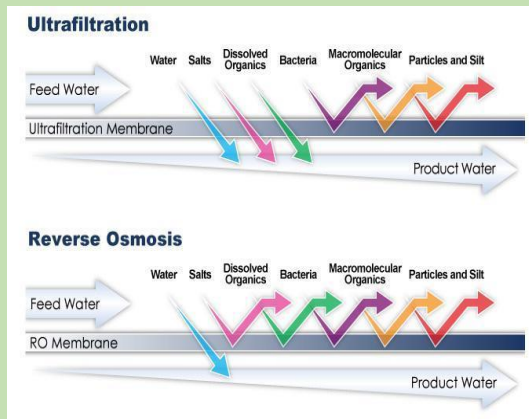 Ultrafiltration
Water Salts Dissolved Organics Bacteria Macromolecular Organics Particles and Silt
Feed Water
Ultrafiltration Membrane
Product Water
Reverse Osmosis
Water Salts Dissolved Organics Bacteria Macromolecular Organics Particles and Silt
Feed Water
RO Membrane
Product Water